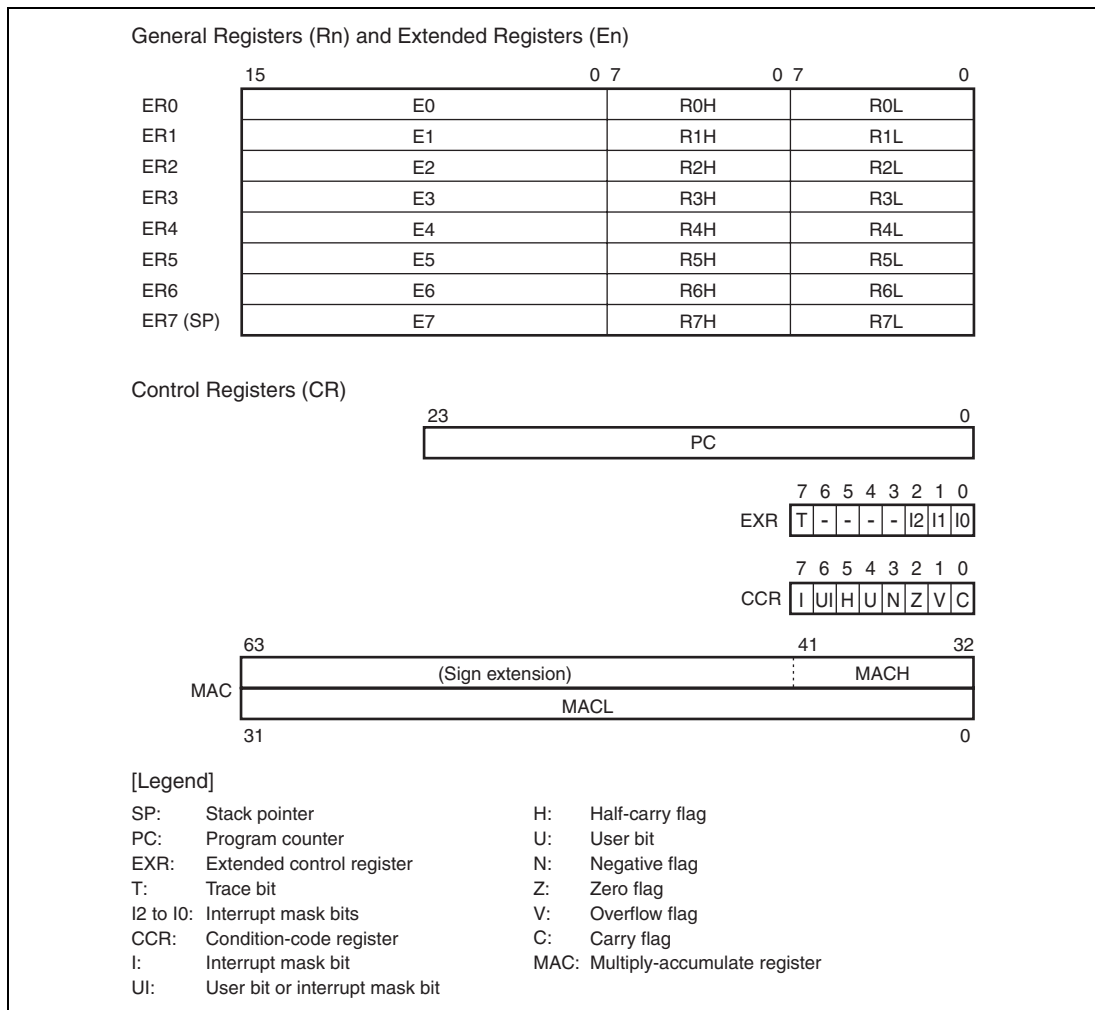 General Registers (Rn) and Extended Registers (En)
15 0 7 0 7 0
ER0 E0 R0H R0L
ER1 E1 R1H R1L
ER2 E2 R2H R2L
ER3 E3 R3H R3L
ER4 E4 R4H R4L
ER5 E5 R5H R5L
ER6 E6 R6H R6L
ER7 (SP) E7 R7H R7L
Control Registers (CR)
23 0
PC
7 6 5 4 3 2 1 0
EXR T - - - - I2 I1 I0
7 6 5 4 3 2 1 0
CCR I UI H U N Z V C
63 41 32
(Sign extension) MACH
MAC
MACL
31 0
[Legend]
SP: Stack pointer
PC: Program counter
EXR: Extended control register
T: Trace bit
I2 to I0: Interrupt mask bits
CCR: Condition-code register
I: Interrupt mask bit
UI: User bit or interrupt mask bit
H: Half-carry flag
U: User bit
N: Negative flag
Z: Zero flag
V: Overflow flag
C: Carry flag
MAC: Multiply-accumulate register